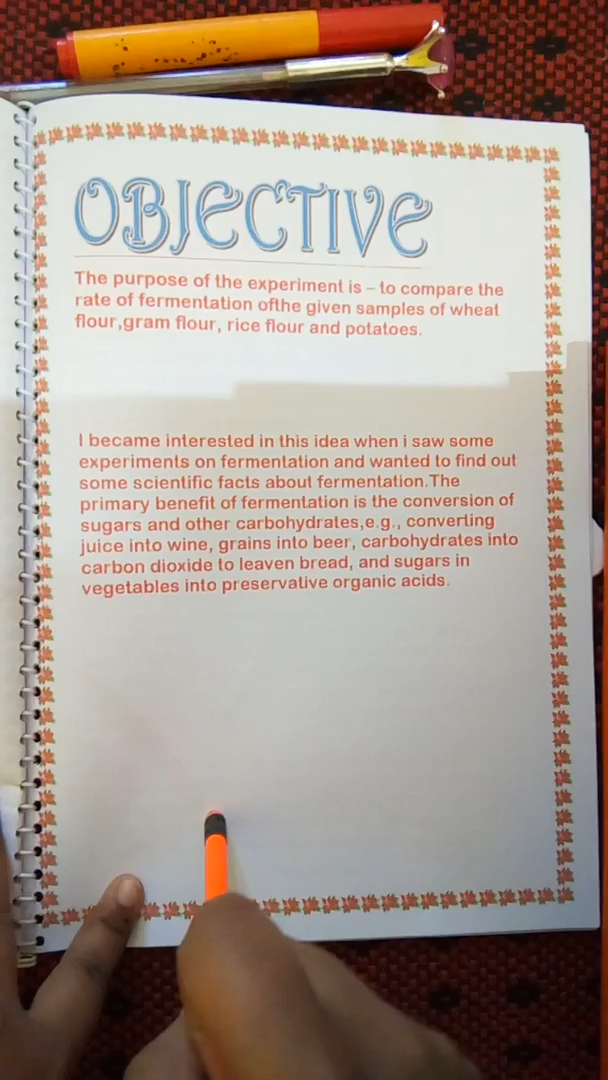 OBJECTIVE
The purpose of the experiment is – to compare the
rate of fermentation ofthe given samples of wheat
flour,gram flour, rice flour and potatoes.
I became interested in this idea when i saw some
experiments on fermentation and wanted to find out
some scientific facts about fermentation.The
primary benefit of fermentation is the conversion of
sugars and other carbohydrates,e.g., converting
juice into wine, grains into beer, carbohydrates into
carbon dioxide to leaven bread, and sugars in
vegetables into preservative organic acids.